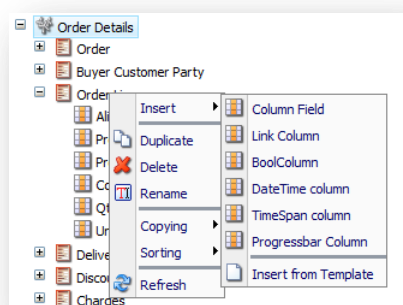 Order Details
Order
Buyer Customer Party
Insert
Duplicate
Delete
Rename
Copying
Sorting
Refresh
Column Field
Link Column
BoolColumn
DateTime column
TimeSpan column
Progressbar Column
Insert from Template
Charges